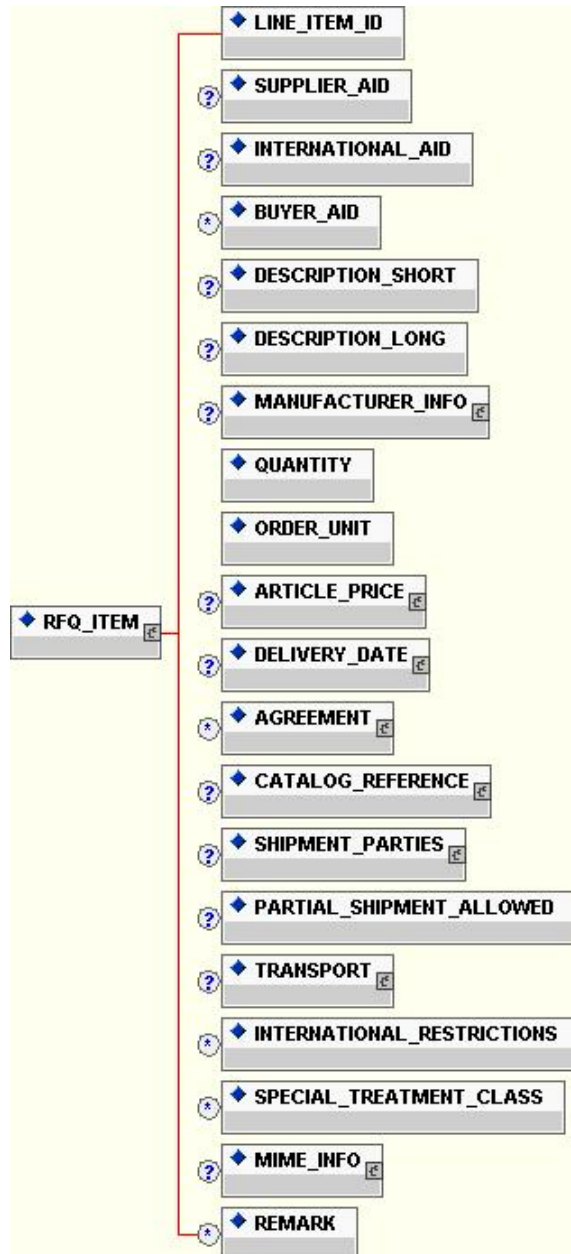 LINE_ITEM_ID
? SUPPLIER_AID
? INTERNATIONAL_AID
* BUYER_AID
? DESCRIPTION_SHORT
? DESCRIPTION_LONG
? MANUFACTURER_INFO
QUANTITY
ORDER_UNIT
? ARTICLE_PRICE
RFQ_ITEM
? DELIVERY_DATE
* AGREEMENT
? CATALOG_REFERENCE
? SHIPMENT_PARTIES
? PARTIAL_SHIPMENT_ALLOWED
? TRANSPORT
* INTERNATIONAL_RESTRICTIONS
* SPECIAL_TREATMENT_CLASS
? MIME_INFO
* REMARK